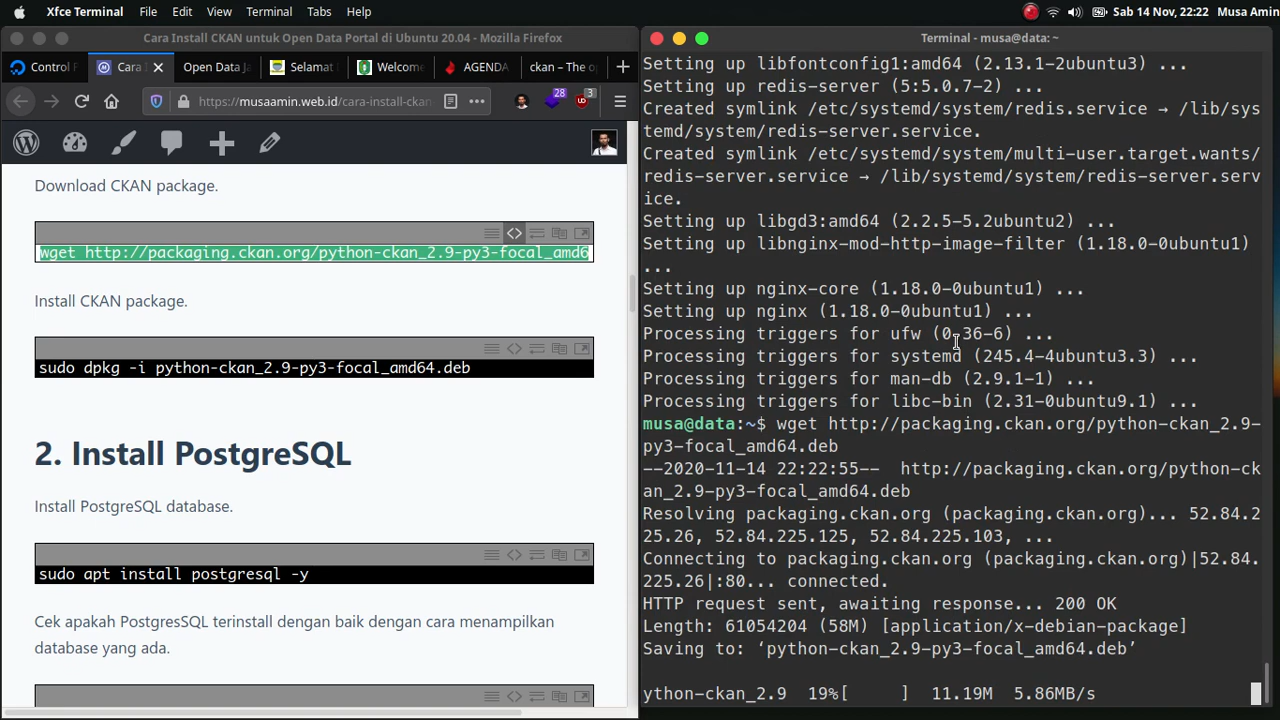 Xfce Terminal File Edit View Terminal Tabs Help
Sab 14 Nov, 22:22 Musa Amin
Cara Install CKAN untuk Open Data Portal di Ubuntu 20.04 - Mozilla Firefox
Control Cara Open Data Ja Selamat Welcome AGENDA ckan – The op
https://musaamin.web.id/cara-install-ckan
28
3
Download CKAN package.
wget http://packaging.ckan.org/python-ckan_2.9-py3-focal_amd6
Install CKAN package.
sudo dpkg -i python-ckan_2.9-py3-focal_amd64.deb
2. Install PostgreSQL
Install PostgreSQL database.
sudo apt install postgresql -y
Cek apakah PostgresSQL terinstall dengan baik dengan cara menampilkan
database yang ada.
Terminal - musa@data: ~
Setting up libfontconfig1:amd64 (2.13.1-2ubuntu3) ...
Setting up redis-server (5:5.0.7-2) ...
Created symlink /etc/systemd/system/redis.service → /lib/sys
temd/system/redis-server.service.
Created symlink /etc/systemd/system/multi-user.target.wants/
redis-server.service → /lib/systemd/system/redis-server.serv
ice.
Setting up libgd3:amd64 (2.2.5-5.2ubuntu2) ...
Setting up libnginx-mod-http-image-filter (1.18.0-0ubuntu1)
...
Setting up nginx-core (1.18.0-0ubuntu1) ...
Setting up nginx (1.18.0-0ubuntu1) ...
Processing triggers for ufw (0.36-6) ...
Processing triggers for systemd (245.4-4ubuntu3.3) ...
Processing triggers for man-db (2.9.1-1) ...
Processing triggers for libc-bin (2.31-0ubuntu9.1) ...
musa@data:~$ wget http://packaging.ckan.org/python-ckan_2.9-
py3-focal_amd64.deb
--2020-11-14 22:22:55-- http://packaging.ckan.org/python-ck
an_2.9-py3-focal_amd64.deb
Resolving packaging.ckan.org (packaging.ckan.org)... 52.84.2
25.26, 52.84.225.125, 52.84.225.103, ...
Connecting to packaging.ckan.org (packaging.ckan.org)|52.84.
225.26|:80... connected.
HTTP request sent, awaiting response... 200 OK
Length: 61054204 (58M) [application/x-debian-package]
Saving to: ‘python-ckan_2.9-py3-focal_amd64.deb’
ython-ckan_2.9 19%[ ] 11.19M 5.86MB/s